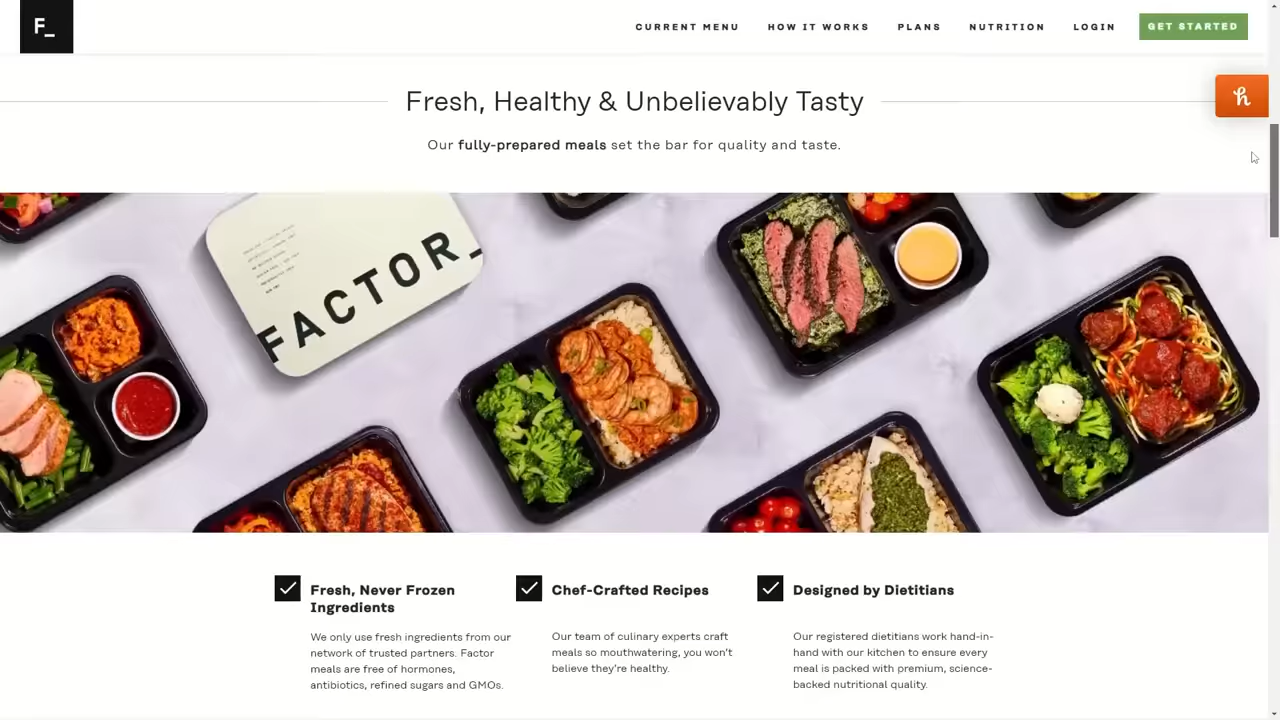 F_
CURRENT MENU HOW IT WORKS PLANS NUTRITION LOGIN GET STARTED
Fresh, Healthy & Unbelievably Tasty
h
Our fully-prepared meals set the bar for quality and taste.
FACTOR_
Fresh, Never Frozen
Ingredients
We only use fresh ingredients from our
network of trusted partners. Factor
meals are free of hormones,
antibiotics, refined sugars and GMOs.
Chef-Crafted Recipes
Our team of culinary experts craft
meals so mouthwatering, you won't
believe they're healthy.
Designed by Dietitians
Our registered dietitians work hand-in-
hand with our kitchen to ensure every
meal is packed with premium, science-
backed nutritional quality.